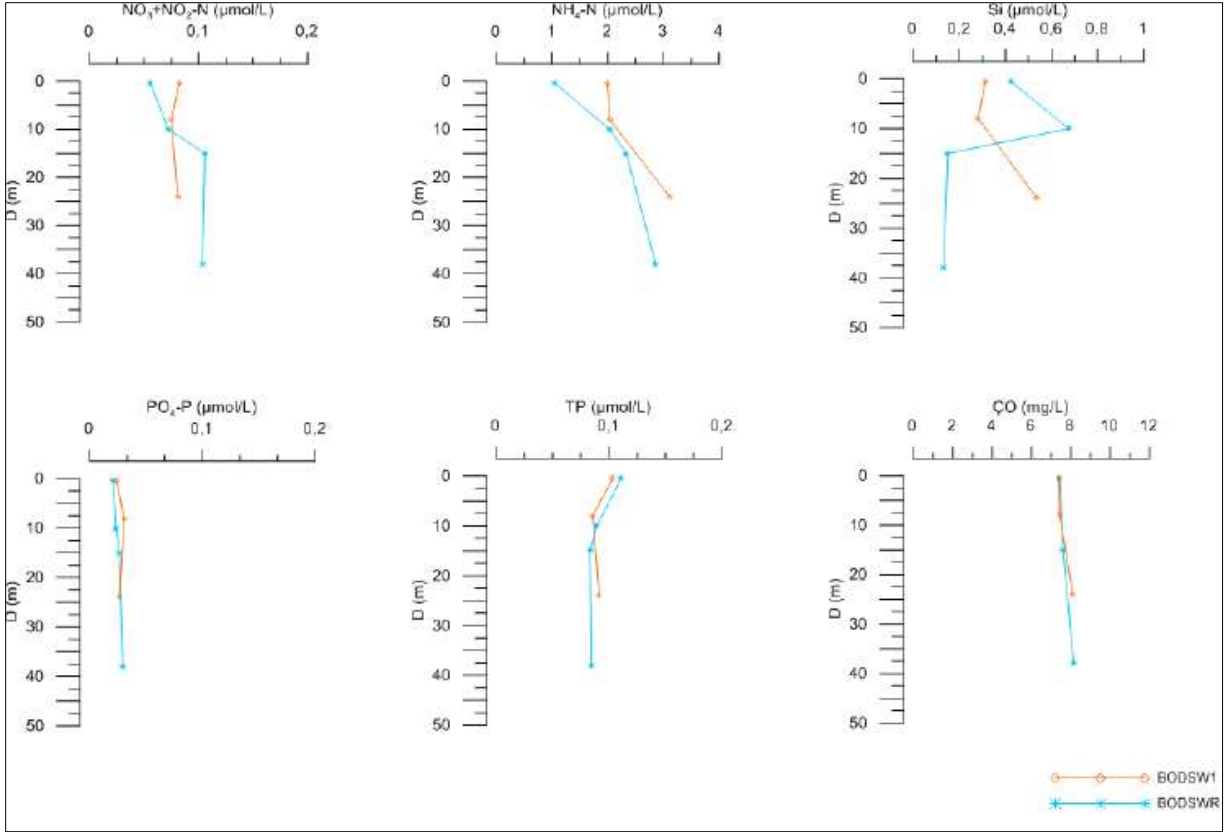 NO₃+NO₂-N (µmol/L)
0 0,1 0,2
0
10
20
30
40
50
D (m)
NH₄-N (µmol/L)
0 1 2 3 4
0
10
20
30
40
50
D (m)
Si (µmol/L)
0 0,2 0,4 0,6 0,8 1
0
10
20
30
40
50
D (m)
PO₄-P (µmol/L)
0 0,1 0,2
0
10
20
30
40
50
D (m)
TP (µmol/L)
0 0,1 0,2
0
10
20
30
40
50
D (m)
ÇO (mg/L)
0 2 4 6 8 10 12
0
10
20
30
40
50
D (m)
BODSW1
BODSWR